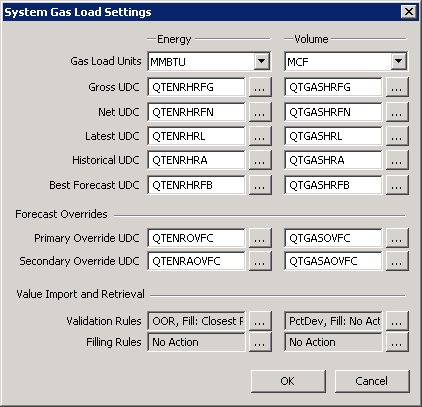 System Gas Load Settings
Energy Volume
Gas Load Units MMBTU MCF
Gross UDC QTENRHRFG ... QTGASHRFG ...
Net UDC QTENRHRFN ... QTGASHRFN ...
Latest UDC QTENRHRL ... QTGASHRL ...
Historical UDC QTENRHRA ... QTGASHRA ...
Best Forecast UDC QTENRHRFB ... QTGASHRFB ...
Forecast Overrides
Primary Override UDC QTENROVFC ... QTGASOVFC ...
Secondary Override UDC QTENRAOVFC ... QTGASAOVFC ...
Value Import and Retrieval
Validation Rules OOR, Fill: Closest ... PctDev, Fill: No Act ...
Filling Rules No Action ... No Action ...
OK Cancel